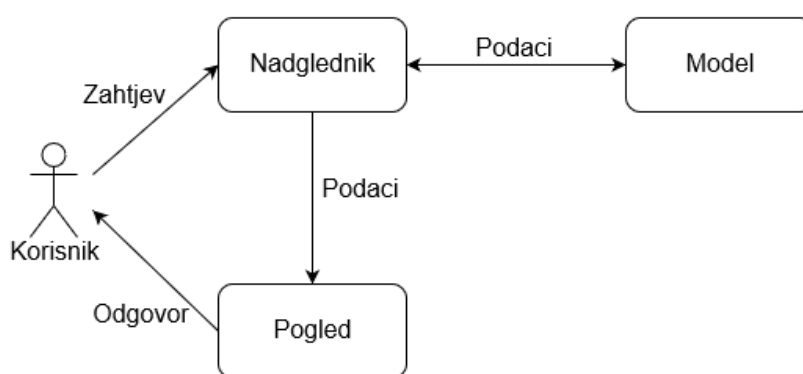 Nadglednik
Podaci
Model
Zahtjev
Podaci
Korisnik
Odgovor
Pogled